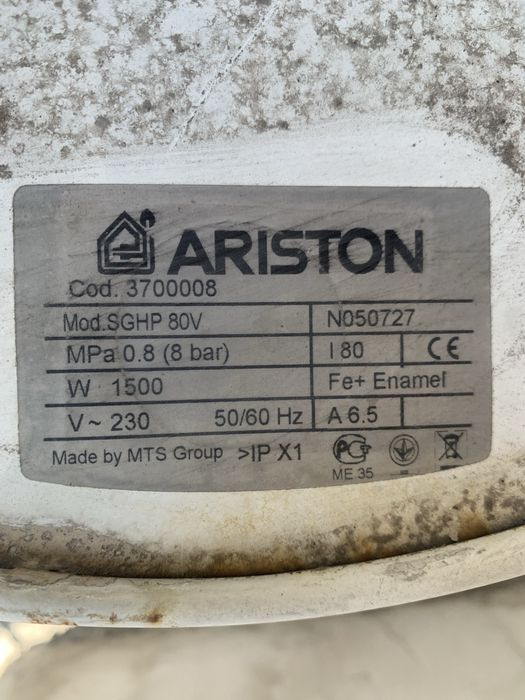 ARISTON
Cod. 3700008
Mod.SGHP 80V N050727
MPa 0.8 (8 bar) l 80 CE
W 1500 Fe+ Enamel
V~ 230 50/60 Hz A 6.5
Made by MTS Group >IP X1
ME 35